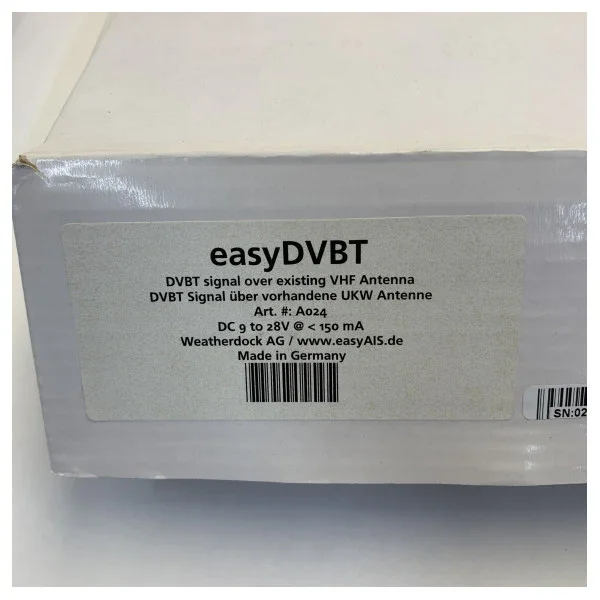 easyDVBT
DVBT signal over existing VHF Antenna
DVBT Signal über vorhandene UKW Antenne
Art. #: A024
DC 9 to 28V @ < 150 mA
Weatherdock AG / www.easyAIS.de
Made in Germany
SN:02